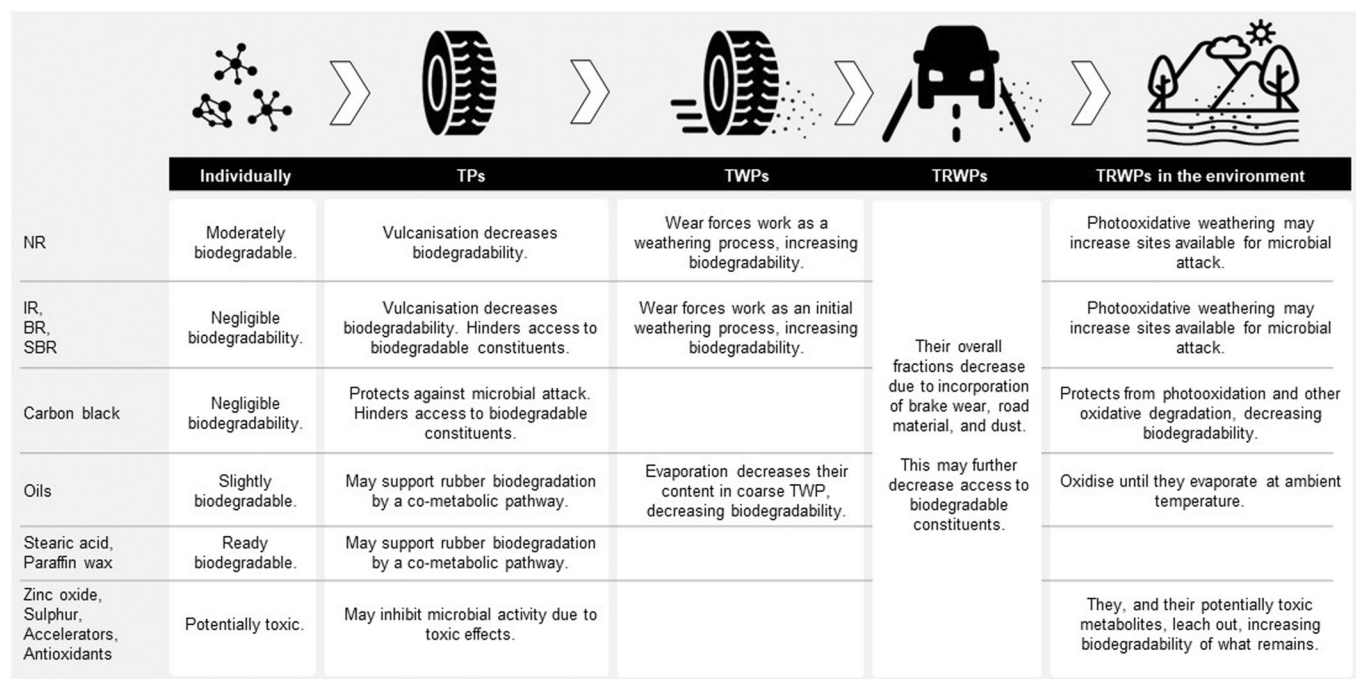 Individually
TPs
TWPs
TRWPs
TRWPs in the environment
NR
Moderately
biodegradable.
Vulcanisation decreases
biodegradability.
Wear forces work as a
weathering process, increasing
biodegradability.
Photooxidative weathering may
increase sites available for microbial
attack.
IR,
BR,
SBR
Negligible
biodegradability.
Vulcanisation decreases
biodegradability. Hinders access to
biodegradable constituents.
Wear forces work as an initial
weathering process, increasing
biodegradability.
Photooxidative weathering may
increase sites available for microbial
attack.
Their overall
fractions decrease
due to incorporation
of brake wear, road
material, and dust.
This may further
decrease access to
biodegradable
constituents.
Carbon black
Negligible
biodegradability.
Protects against microbial attack.
Hinders access to biodegradable
constituents.
Protects from photooxidation and other
oxidative degradation, decreasing
biodegradability.
Oils
Slightly
biodegradable.
May support rubber biodegradation
by a co-metabolic pathway.
Evaporation decreases their
content in coarse TWP,
decreasing biodegradability.
Oxidise until they evaporate at ambient
temperature.
Stearic acid,
Paraffin wax
Ready
biodegradable.
May support rubber biodegradation
by a co-metabolic pathway.
Zinc oxide,
Sulphur,
Accelerators,
Antioxidants
Potentially toxic.
May inhibit microbial activity due to
toxic effects.
They, and their potentially toxic
metabolites, leach out, increasing
biodegradability of what remains.